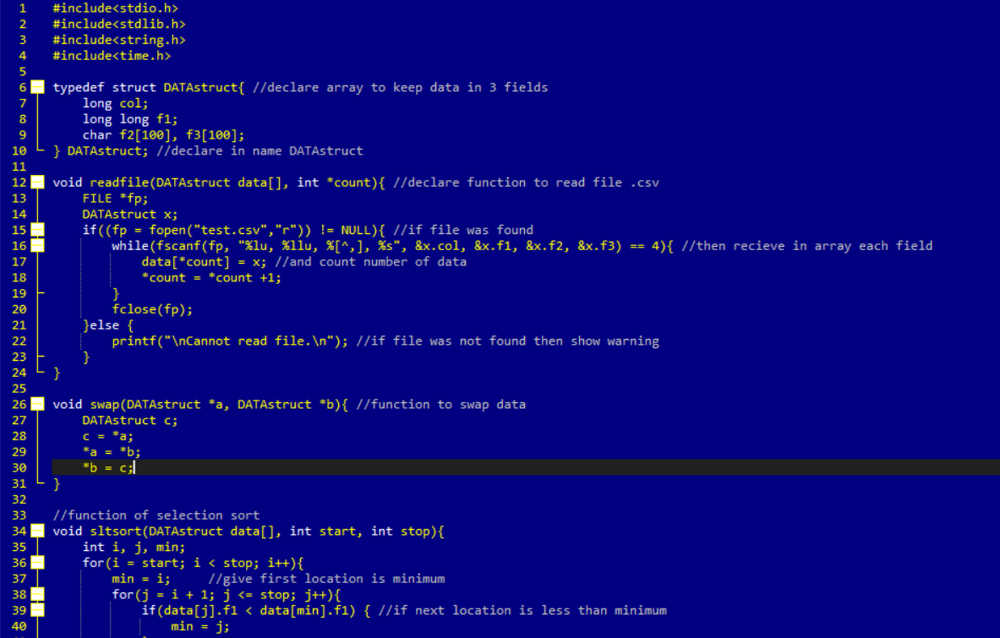 1 #include<stdio.h>
2 #include<stdlib.h>
3 #include<string.h>
4 #include<time.h>
5
6 typedef struct DATAstruct{ //declare array to keep data in 3 fields
7     long col;
8     long long f1;
9     char f2[100], f3[100];
10 } DATAstruct; //declare in name DATAstruct
11
12 void readfile(DATAstruct data[], int *count){ //declare function to read file .csv
13     FILE *fp;
14     DATAstruct x;
15     if((fp = fopen("test.csv","r")) != NULL){ //if file was found
16         while(fscanf(fp, "%lu, %llu, %[^,], %s", &x.col, &x.f1, &x.f2, &x.f3) == 4){ //then recieve in array each field
17             data[*count] = x; //and count number of data
18             *count = *count +1;
19         }
20         fclose(fp);
21     }else {
22         printf("\nCannot read file.\n"); //if file was not found then show warning
23     }
24 }
25
26 void swap(DATAstruct *a, DATAstruct *b){ //function to swap data
27     DATAstruct c;
28     c = *a;
29     *a = *b;
30     *b = c;
31 }
32
33 //function of selection sort
34 void sltsort(DATAstruct data[], int start, int stop){
35     int i, j, min;
36     for(i = start; i < stop; i++){
37         min = i;     //give first location is minimum
38         for(j = i + 1; j <= stop; j++){
39             if(data[j].f1 < data[min].f1) { //if next location is less than minimum
40                 min = j;